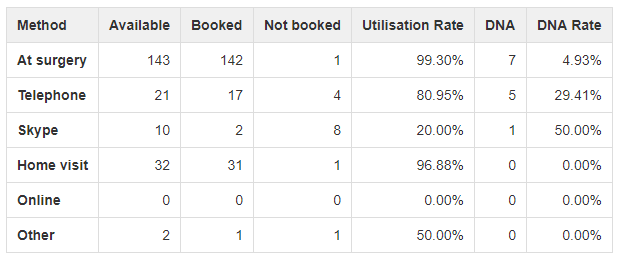 Method Available Booked Not booked Utilisation Rate DNA DNA Rate
At surgery 143 142 1 99.30% 7 4.93%
Telephone 21 17 4 80.95% 5 29.41%
Skype 10 2 8 20.00% 1 50.00%
Home visit 32 31 1 96.88% 0 0.00%
Online 0 0 0 0.00% 0 0.00%
Other 2 1 1 50.00% 0 0.00%